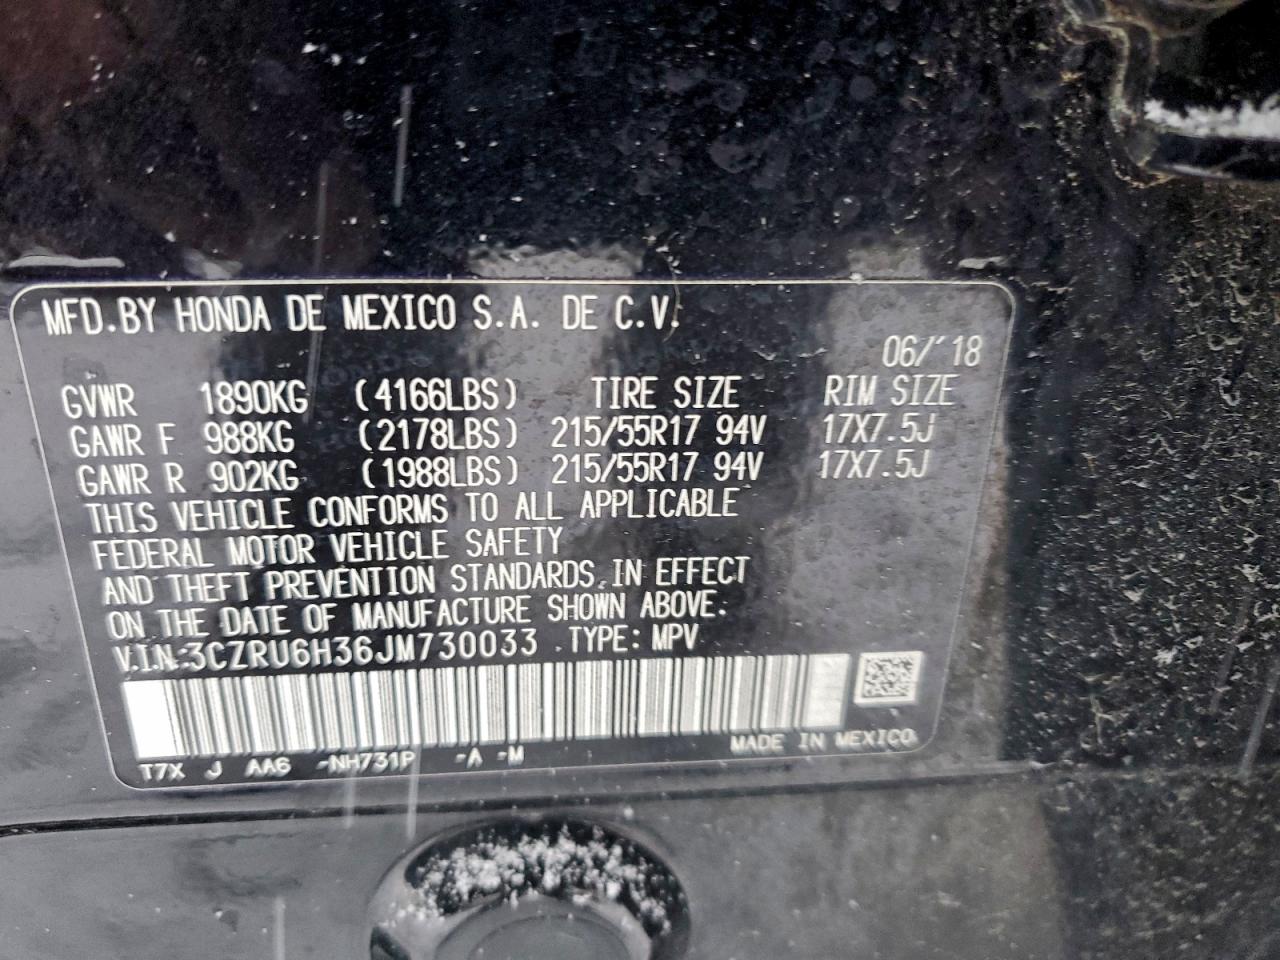 MFD.BY HONDA DE MEXICO S.A. DE C.V.
06/'18
GVWR 1890KG (4166LBS) TIRE SIZE RIM SIZE
GAWR F 988KG (2178LBS) 215/55R17 94V 17X7.5J
GAWR R 902KG (1988LBS) 215/55R17 94V 17X7.5J
THIS VEHICLE CONFORMS TO ALL APPLICABLE
FEDERAL MOTOR VEHICLE SAFETY
AND THEFT PREVENTION STANDARDS IN EFFECT
ON THE DATE OF MANUFACTURE SHOWN ABOVE.
V.I.N:3CZRU6H36JM730033 TYPE: MPV
MADE IN MEXICO
T7X J AA6 -NH731P -A -M